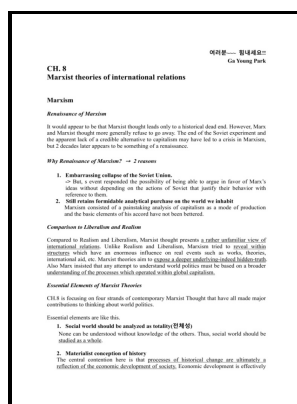 여러분~~ 힘내세요!!
Ga Young Park
CH. 8
Marxist theories of international relations
Marxism
Renaissance of Marxism
It would appear to be that Marxist thought leads only to a historical dead end. However, Marx
and Marxist thought more generally refuse to go away. The end of the Soviet experiment and
the apparent lack of a credible alternative to capitalism may have led to a crisis in Marxism,
but 2 decades later appears to be something of a renaissance.
Why Renaissance of Marxism? → 2 reasons
1. Embarrassing collapse of the Soviet Union.
-> But, a event responded the possibility of being able to argue in favor of Marx's
ideas without depending on the actions of Soviet that justify their behavior with
reference to them.
2. Still retains formidable analytical purchase on the world we inhabit
Marxism consisted of a painstaking analysis of capitalism as a mode of production
and the basic elements of his accord have not been bettered.
Comparison to Liberalism and Realism
Compared to Realism and Liberalism, Marxist thought presents a rather unfamiliar view of
international relations. Unlike Realism and Liberalism, Marxism tried to reveal within
structures which have an enormous influence on real events such as works, theories,
international aid, etc. Marxist theories aim to expose a deeper underlying-indeed hidden-truth
Also Marx insisted that any attempt to understand world politics must be based on a broader
understanding of the processes which operated within global capitalism.
Essential Elements of Marxist Theories
CH.8 is focusing on four strands of contemporary Marxist Thought that have all made major
contributions to thinking about world politics.
Essential elements are like this.
1. Social world should be analyzed as totality(전체성)
None can be understood without knowledge of the others. Thus, social world should be
studied as a whole.
2. Materialist conception of history
The central contention here is that processes of historical change are ultimately a
reflection of the economic development of society. Economic development is effectively